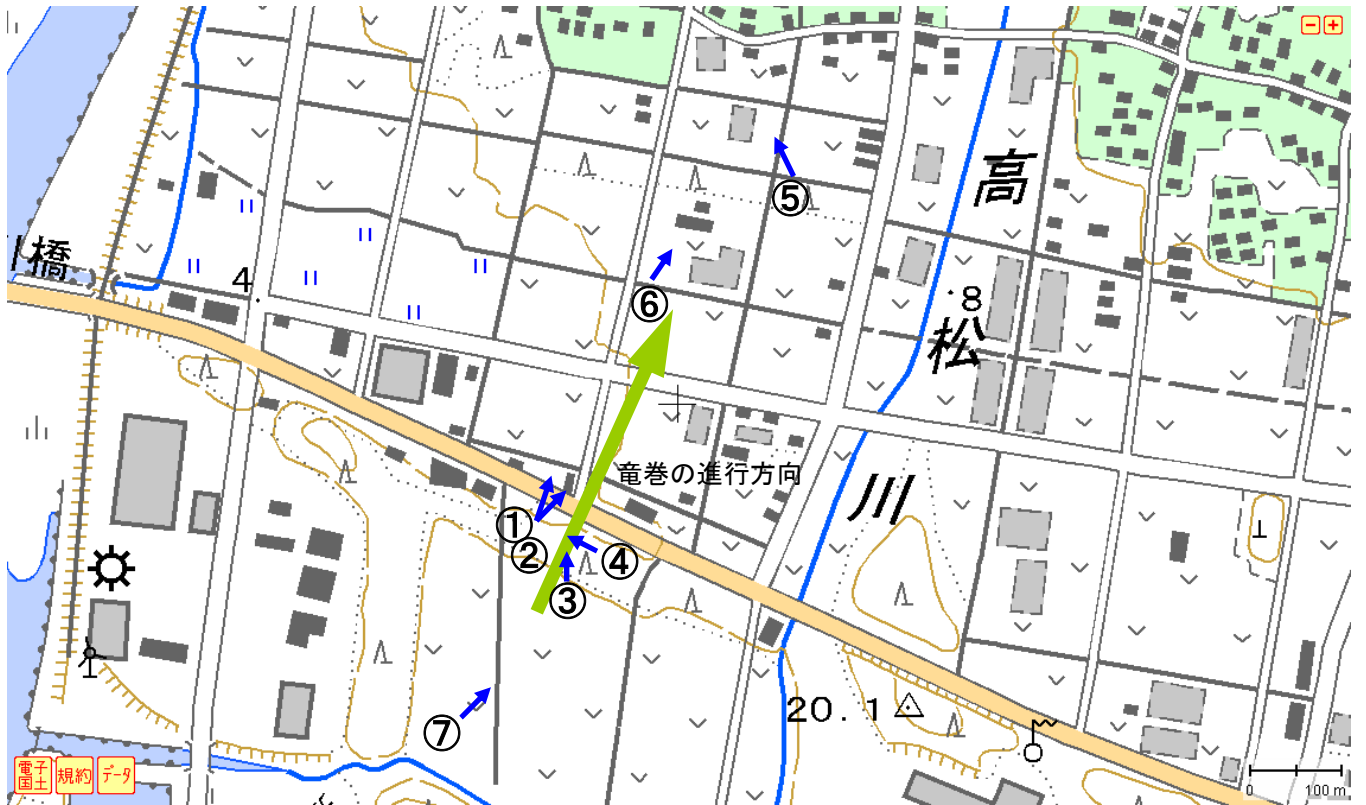 高
松
川
川橋
4.
.8
⑤
⑥
竜巻の進行方向
①
②
④
③
⑦
20.1
電子
国土
規約
データ
0
100 m